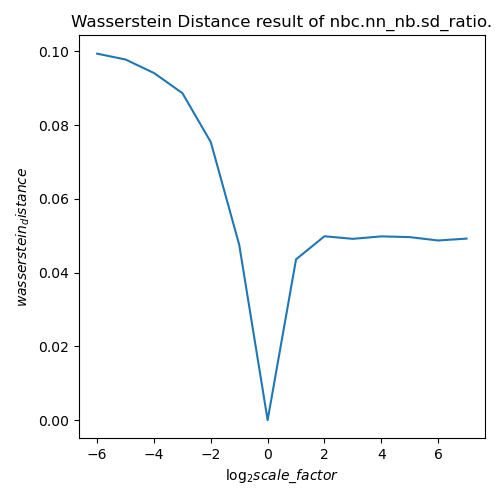 Wasserstein Distance result of nbc.nn_nb.sd_ratio.
0.10
0.08
0.06
0.04
0.02
0.00
wasserstein_distance
−6 −4 −2 0 2 4 6
log₂scale_factor